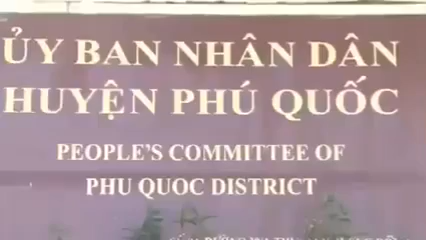 ỦY BAN NHÂN DÂN
HUYỆN PHÚ QUỐC
PEOPLE'S COMMITTEE OF
PHU QUOC DISTRICT